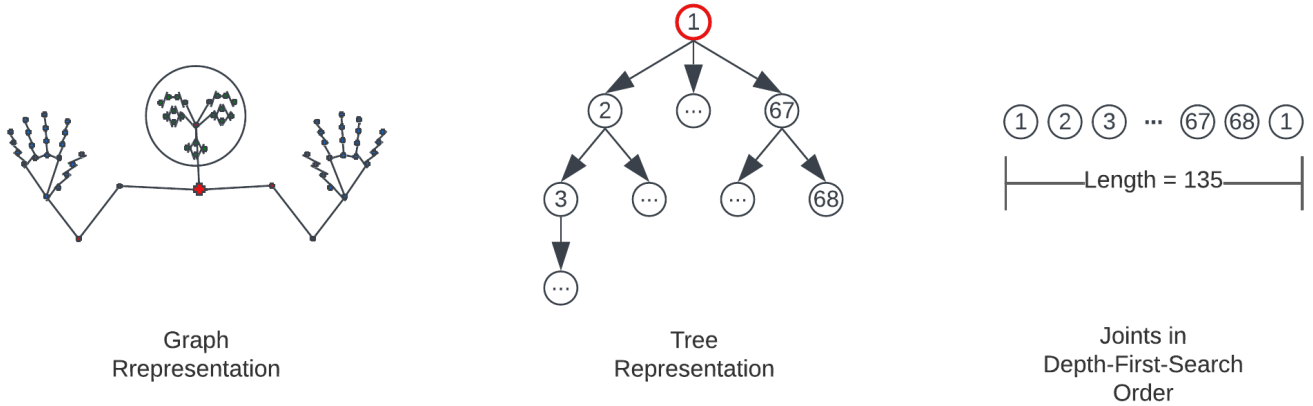 1
2
...
67
3
...
...
68
...
1 2 3 ... 67 68 1
Length = 135
Graph
Rrepresentation
Tree
Representation
Joints in
Depth-First-Search
Order